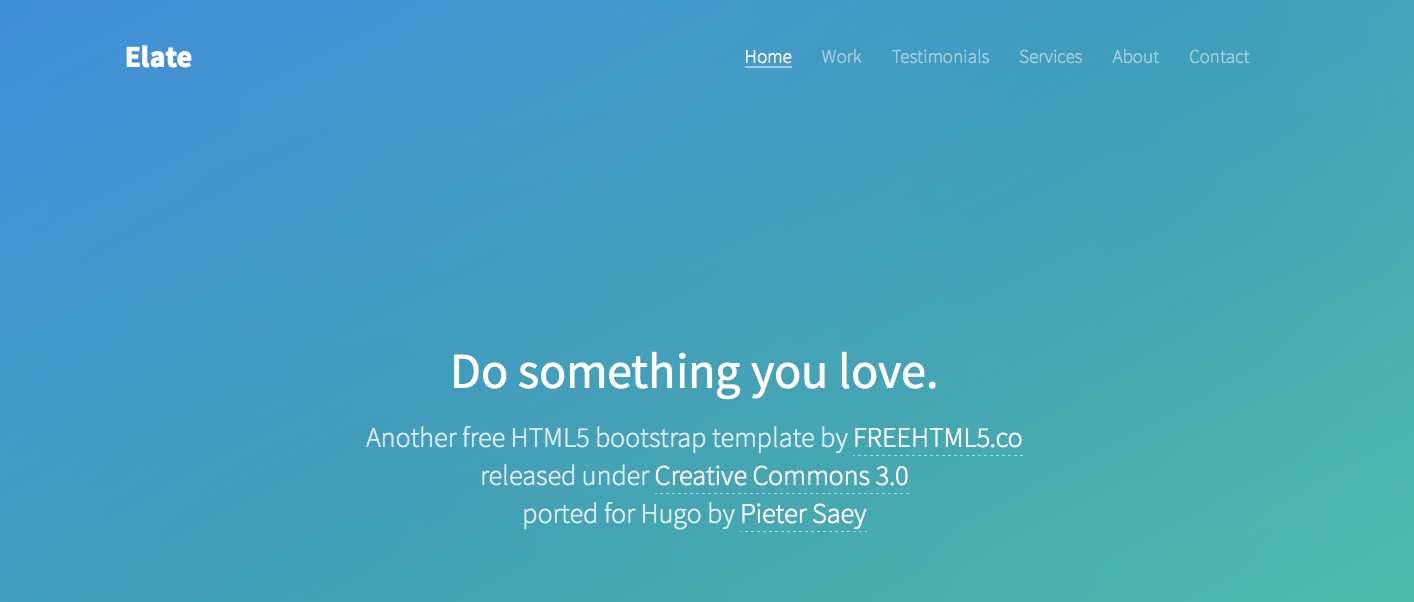 Elate
Home Work Testimonials Services About Contact
Do something you love.
Another free HTML5 bootstrap template by FREEHTML5.co
released under Creative Commons 3.0
ported for Hugo by Pieter Saey